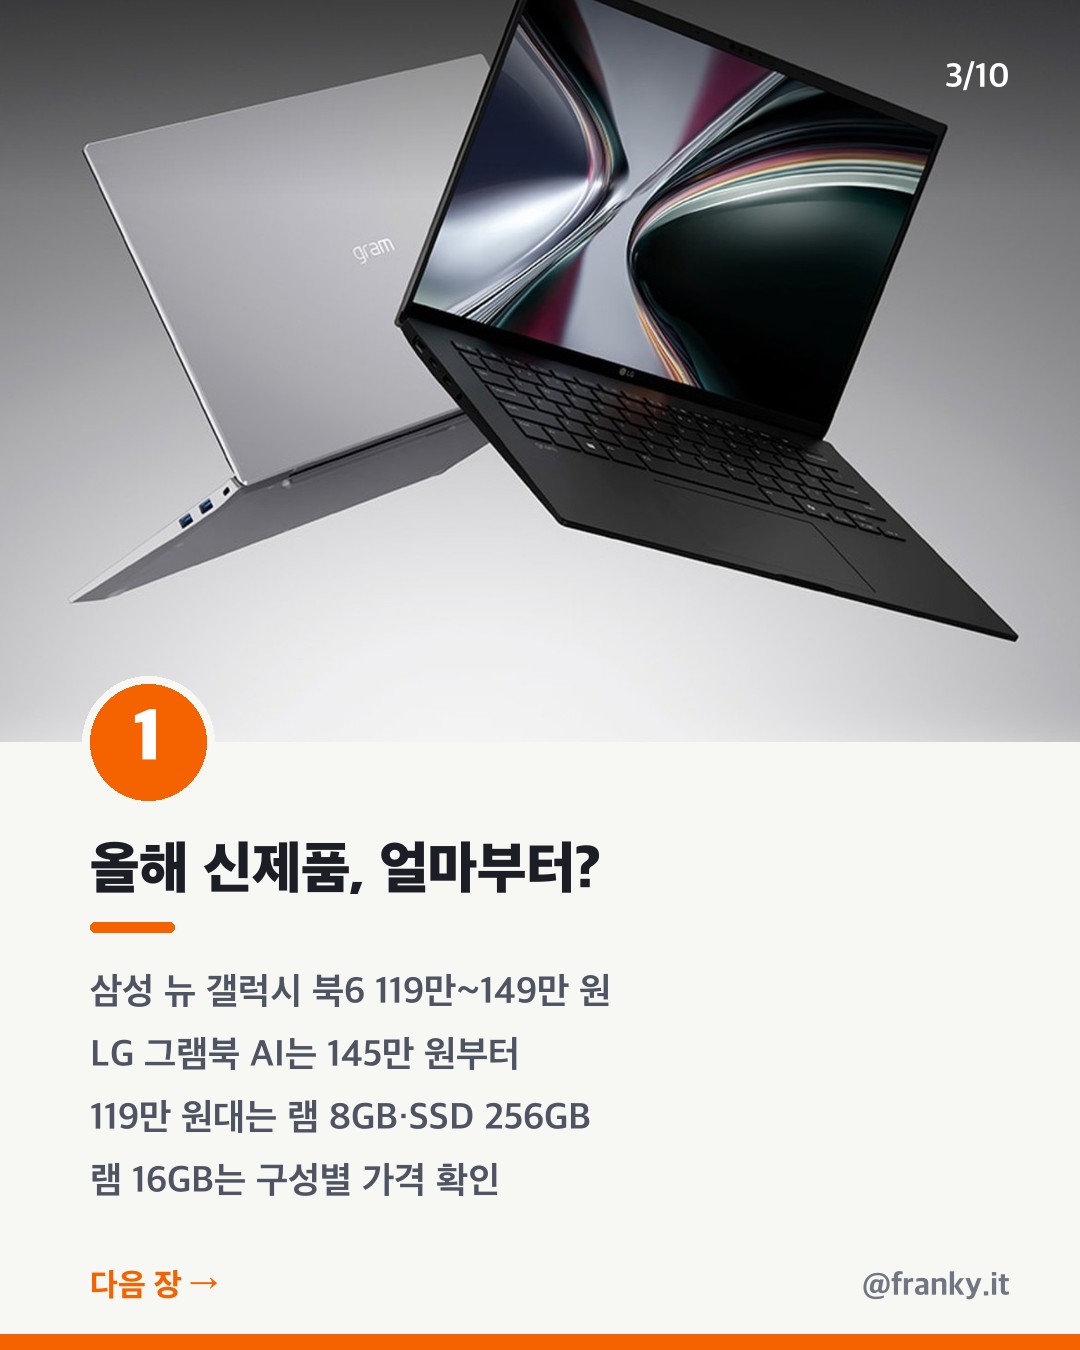 3/10
gram
LG
1
올해 신제품, 얼마부터?
삼성 뉴 갤럭시 북6 119만~149만 원
LG 그램북 AI는 145만 원부터
119만 원대는 램 8GB·SSD 256GB
램 16GB는 구성별 가격 확인
다음 장 →
@franky.it